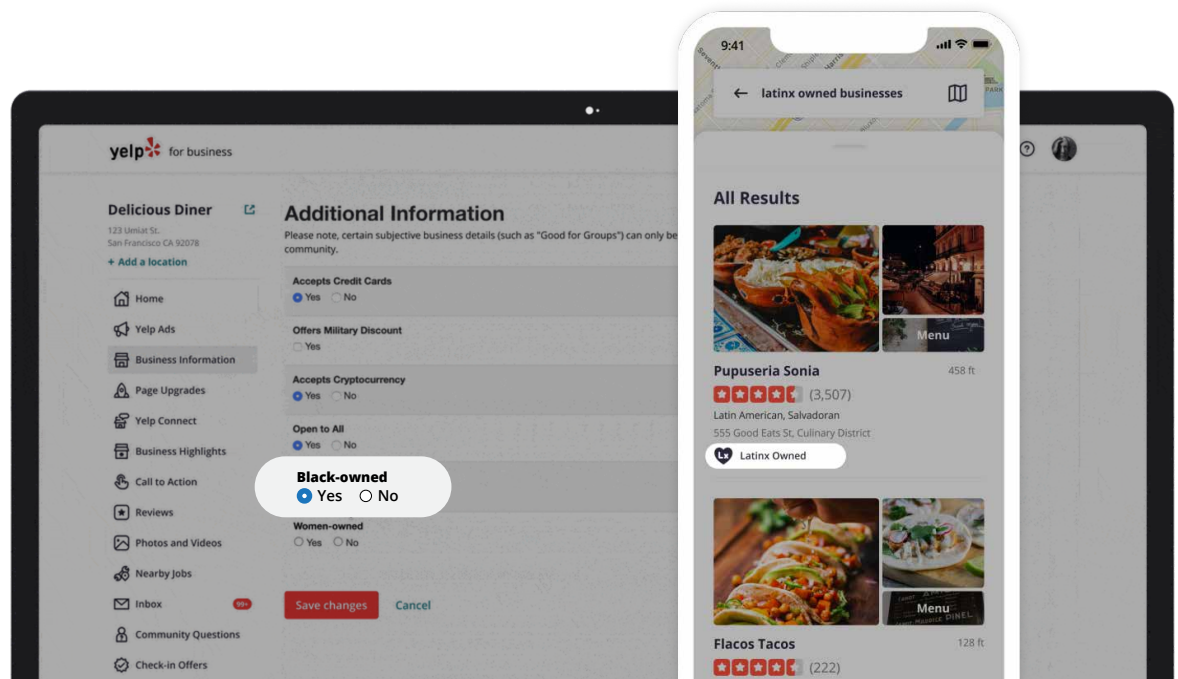 yelp for business
Delicious Diner
123 Umiat St.
San Francisco CA 92078
+ Add a location
Home
Yelp Ads
Business Information
Page Upgrades
Yelp Connect
Business Highlights
Call to Action
Reviews
Photos and Videos
Nearby Jobs
Inbox 99+
Community Questions
Check-in Offers
Additional Information
Please note, certain subjective business details (such as "Good for Groups") can only be
community.
Accepts Credit Cards
Yes No
Offers Military Discount
Yes
Accepts Cryptocurrency
Yes No
Open to All
Yes No
Black-owned
Yes No
Women-owned
Yes No
Save changes Cancel
9:41
latinx owned businesses
PARK
All Results
Menu
Pupuseria Sonia 458 ft
(3,507)
Latin American, Salvadoran
555 Good Eats St, Culinary District
Lx Latinx Owned
Menu
Flacos Tacos 128 ft
(222)